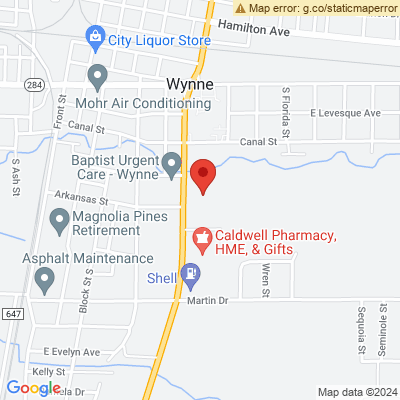 Map error: g.co/staticmaperror
Hamilton Ave
City Liquor Store
Wynne
284
Mohr Air Conditioning
Front St
S Florida St
E Levesque Ave
Canal St
Canal St
S Ash St
Baptist Urgent
Care - Wynne
Arkansas St
Magnolia Pines
Retirement
Caldwell Pharmacy,
HME, & Gifts
Asphalt Maintenance
Shell
Block St S
Wren St
Martin Dr
647
Sequoia St
Seminole St
E Evelyn Ave
Kelly St
Google
ela Dr
Map data ©2024